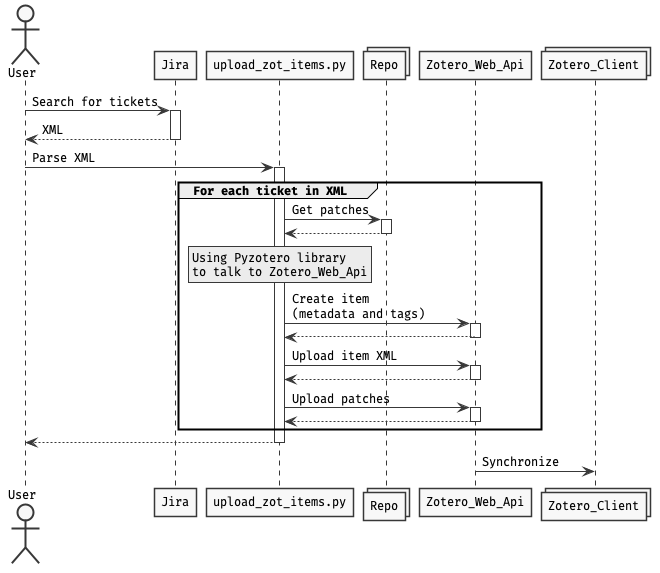 User
Jira
upload_zot_items.py
Repo
Zotero_Web_Api
Zotero_Client
Search for tickets
XML
Parse XML
For each ticket in XML
Get patches
Using Pyzotero library
to talk to Zotero_Web_Api
Create item
(metadata and tags)
Upload item XML
Upload patches
Synchronize
User
Jira
upload_zot_items.py
Repo
Zotero_Web_Api
Zotero_Client